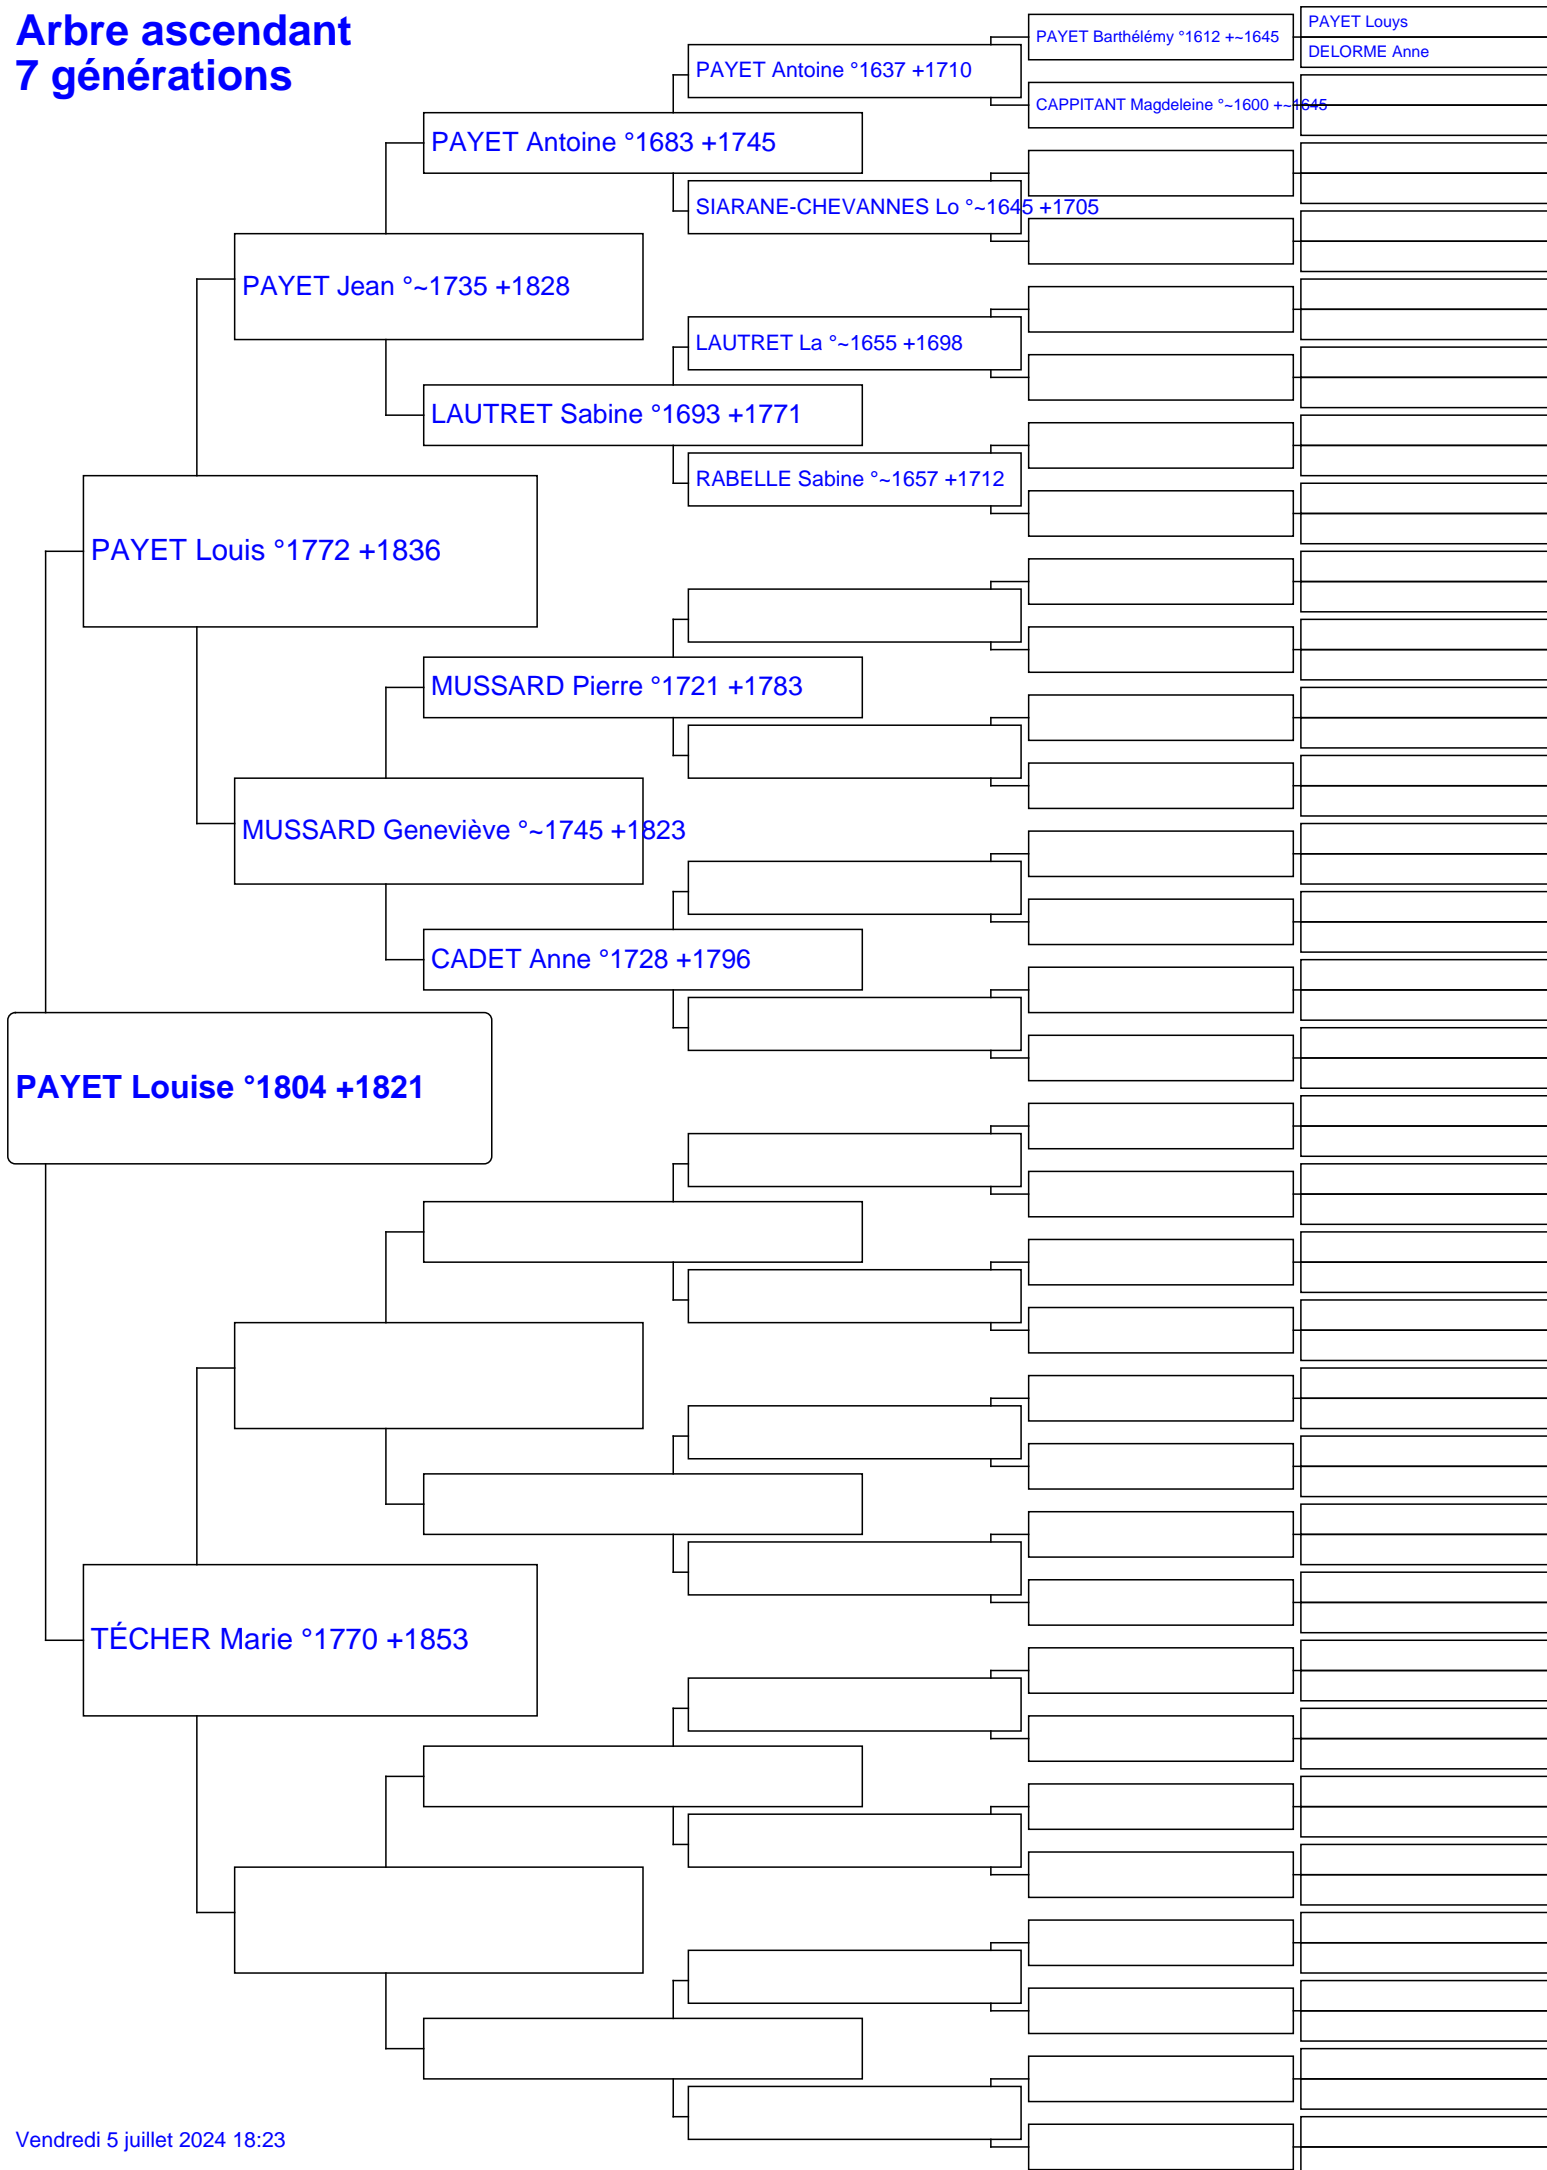 Arbre ascendant
7 générations
PAYET Louys
DELORME Anne
PAYET Barthélémy °1612 +~1645
PAYET Antoine °1637 +1710
CAPPITANT Magdeleine °~1600 +~1645
PAYET Antoine °1683 +1745
SIARANE-CHEVANNES Lo °~1645 +1705
PAYET Jean °~1735 +1828
LAUTRET La °~1655 +1698
LAUTRET Sabine °1693 +1771
RABELLE Sabine °~1657 +1712
PAYET Louis °1772 +1836
MUSSARD Pierre °1721 +1783
MUSSARD Geneviève °~1745 +1823
CADET Anne °1728 +1796
PAYET Louise °1804 +1821
TÉCHER Marie °1770 +1853
Vendredi 5 juillet 2024 18:23